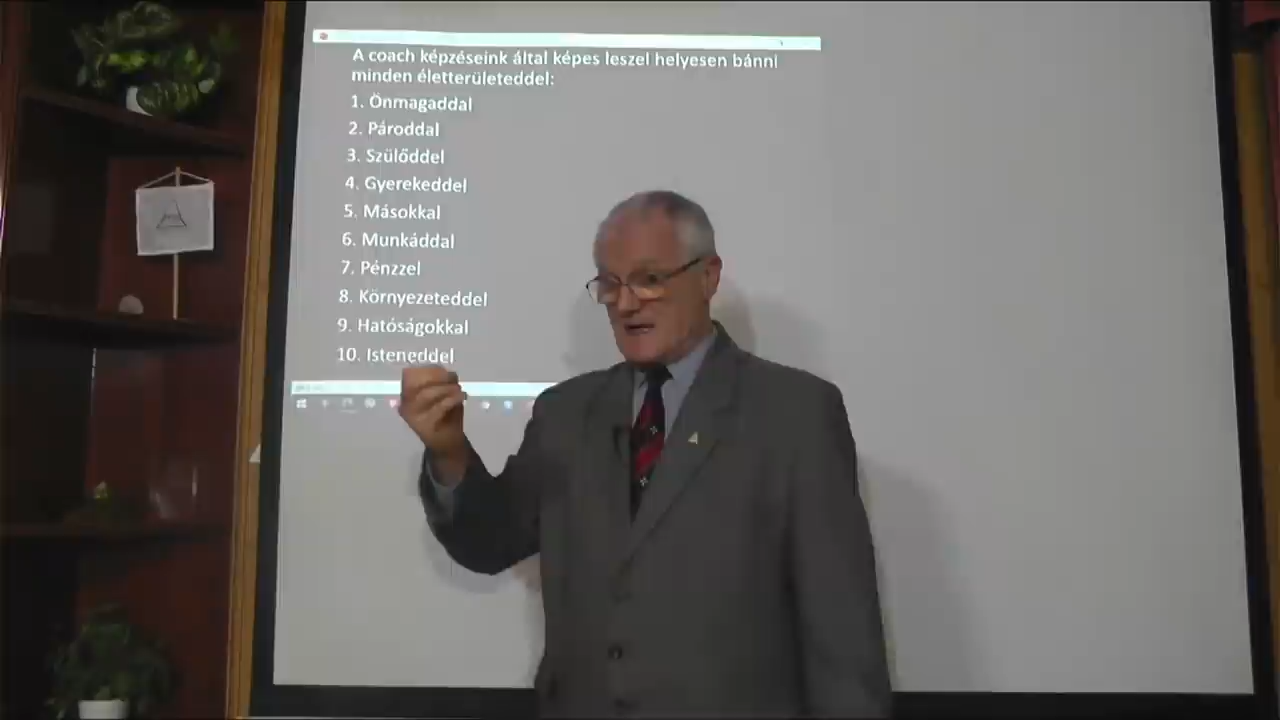 A coach képzéseink által képes leszel helyesen bánni
minden életterületeddel:
1. Önmagaddal
2. Pároddal
3. Szülőddel
4. Gyerekeddel
5. Másokkal
6. Munkáddal
7. Pénzzel
8. Környezeteddel
9. Hatóságokkal
10. Isteneddel